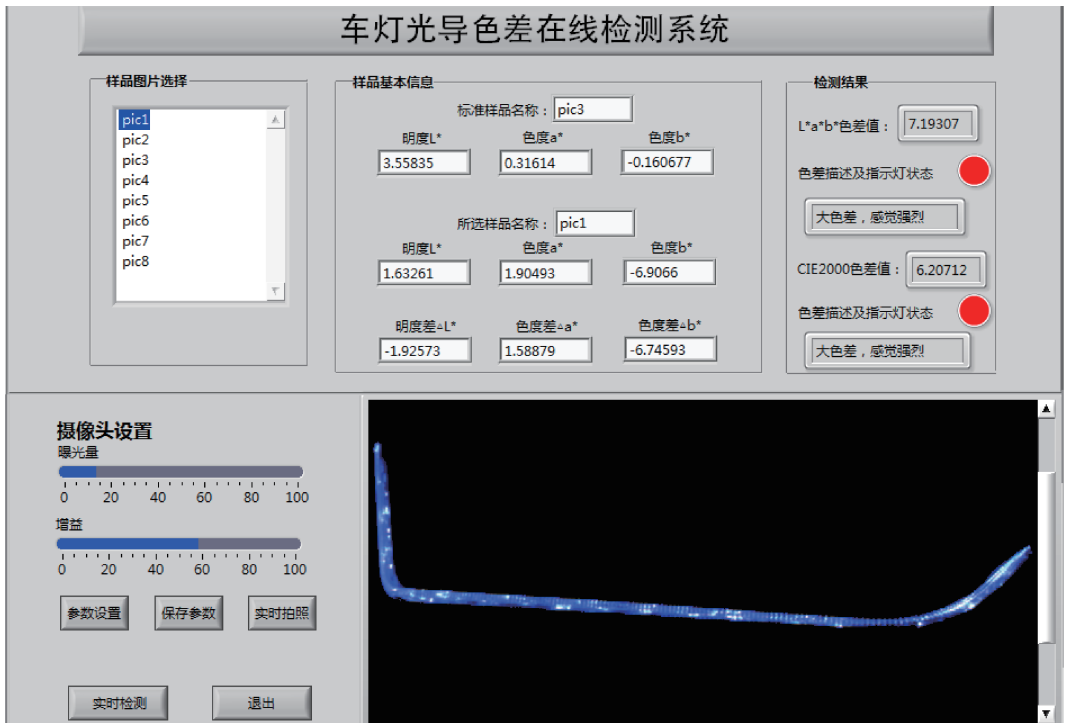 车灯光导色差在线检测系统
样品图片选择
pic1
pic2
pic3
pic4
pic5
pic6
pic7
pic8
样品基本信息
标准样品名称：pic3
明度L* 色度a* 色度b*
3.55835 0.31614 -0.160677
所选样品名称：pic1
明度L* 色度a* 色度b*
1.63261 1.90493 -6.9066
明度差△L* 色度差△a* 色度差△b*
-1.92573 1.58879 -6.74593
检测结果
L*a*b*色差值：7.19307
色差描述及指示灯状态
大色差，感觉强烈
CIE2000色差值：6.20712
色差描述及指示灯状态
大色差，感觉强烈
摄像头设置
曝光量
0 20 40 60 80 100
增益
0 20 40 60 80 100
参数设置 保存参数 实时拍照
实时检测 退出